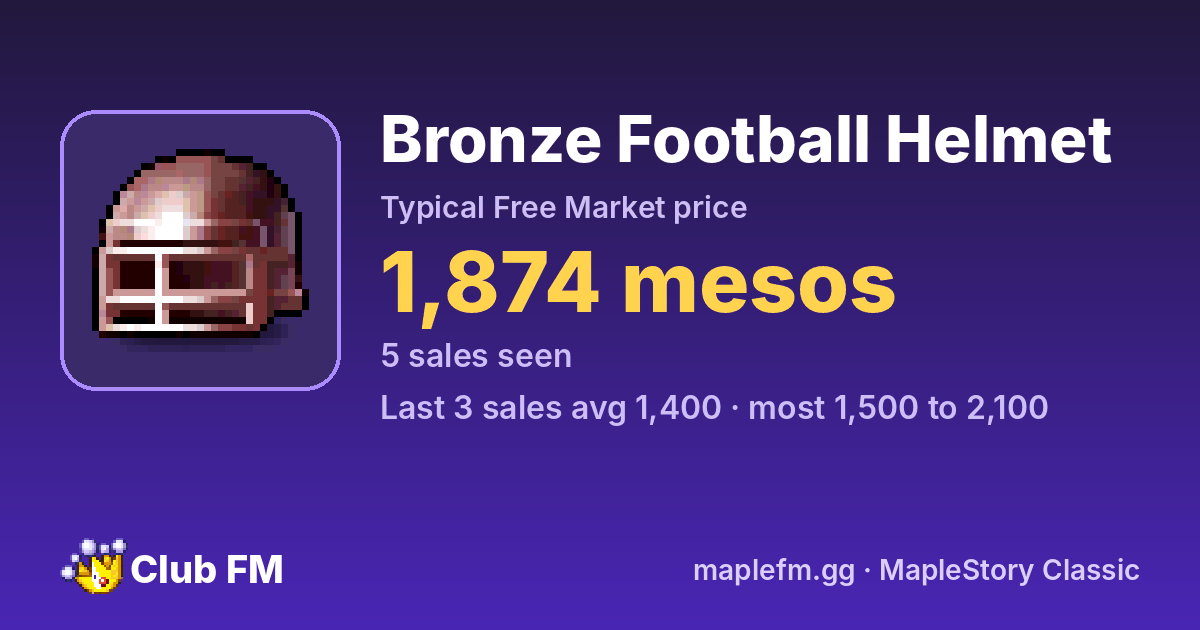 Bronze Football Helmet
Typical Free Market price
1,874 mesos
5 sales seen
Last 3 sales avg 1,400 · most 1,500 to 2,100
Club FM
maplefm.gg · MapleStory Classic